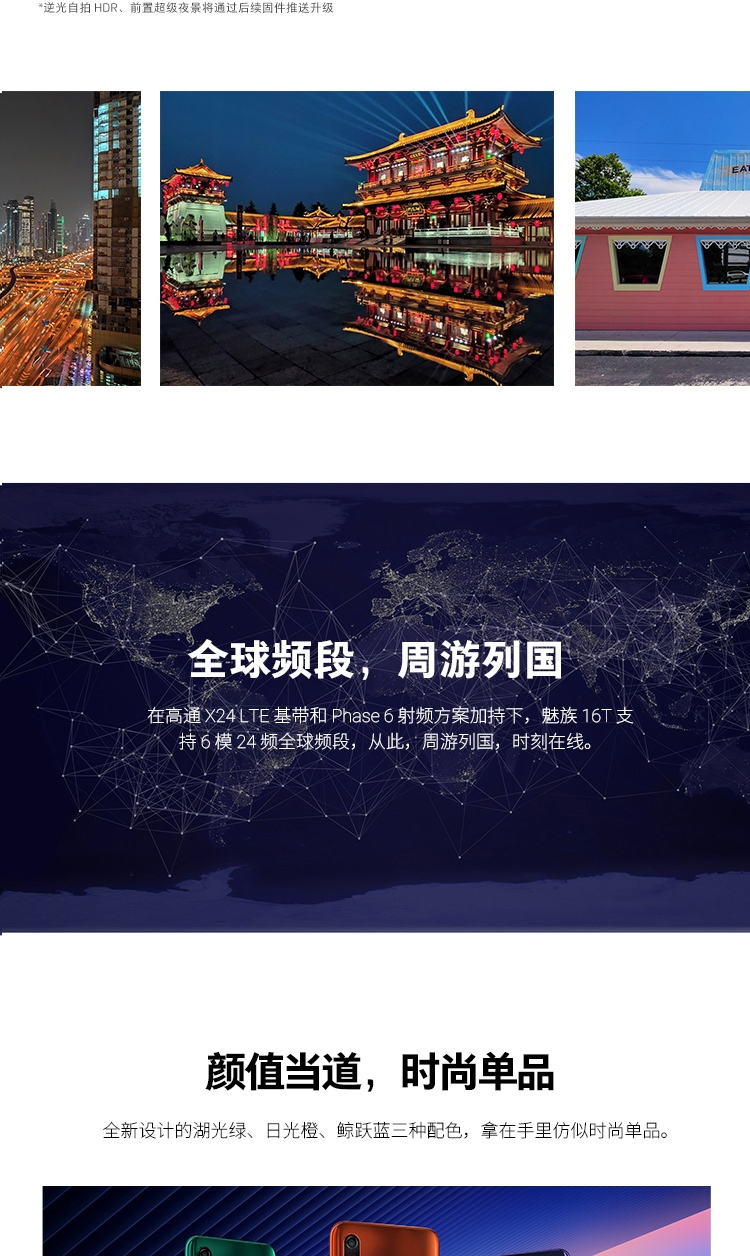 *逆光自拍 HDR、前置超级夜景将通过后续固件推送升级
EAT
全球频段，周游列国
在高通 X24 LTE 基带和 Phase 6 射频方案加持下，魅族 16T 支
持 6 模 24 频全球频段，从此，周游列国，时刻在线。
颜值当道，时尚单品
全新设计的湖光绿、日光橙、鲸跃蓝三种配色，拿在手里仿似时尚单品。